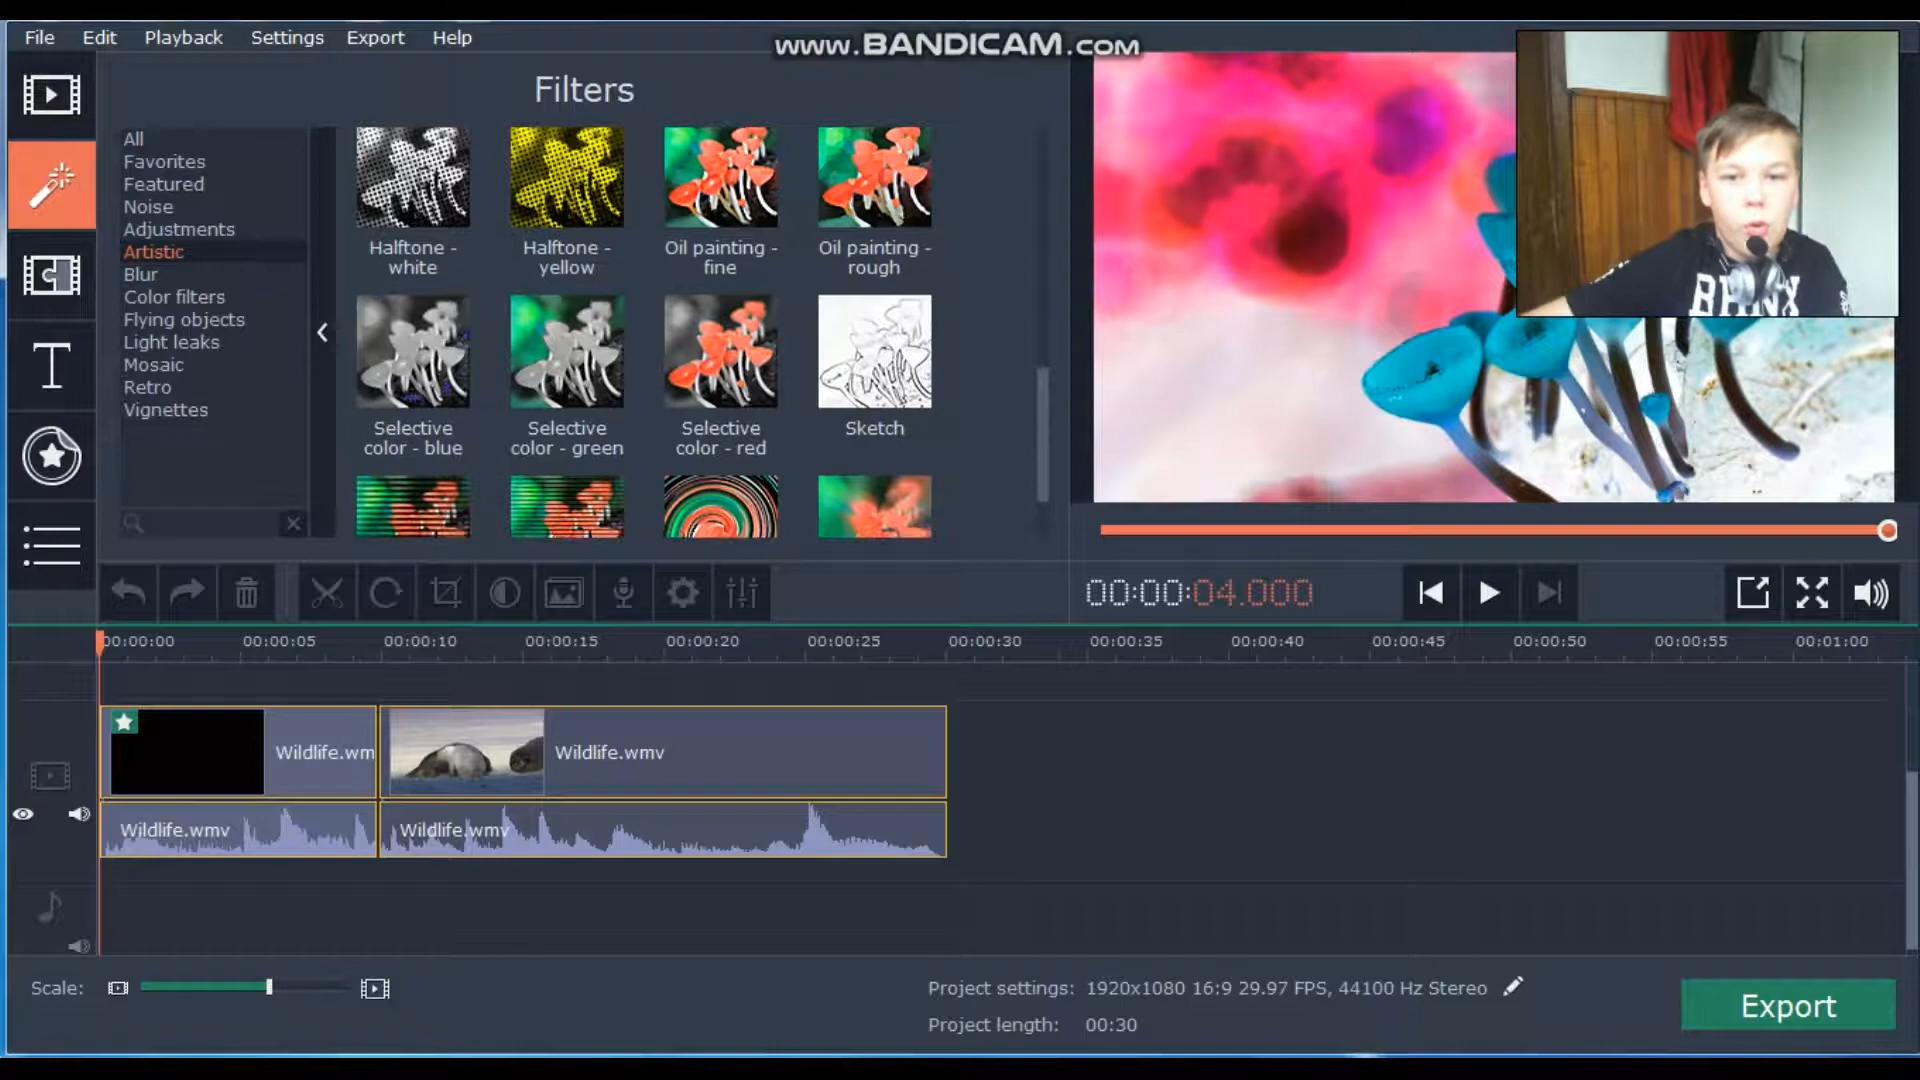 File Edit Playback Settings Export Help
www.BANDICAM.com
Filters
All
Favorites
Featured
Noise
Adjustments
Artistic
Blur
Color filters
Flying objects
Light leaks
Mosaic
Retro
Vignettes
Halftone - white
Halftone - yellow
Oil painting - fine
Oil painting - rough
Selective color - blue
Selective color - green
Selective color - red
Sketch
00:00:04.000
00:00:00 00:00:05 00:00:10 00:00:15 00:00:20 00:00:25 00:00:30 00:00:35 00:00:40 00:00:45 00:00:50 00:00:55 00:01:00
Wildlife.wm
Wildlife.wmv
Wildlife.wmv
Wildlife.wmv
Scale:
Project settings: 1920x1080 16:9 29.97 FPS, 44100 Hz Stereo
Project length: 00:30
Export